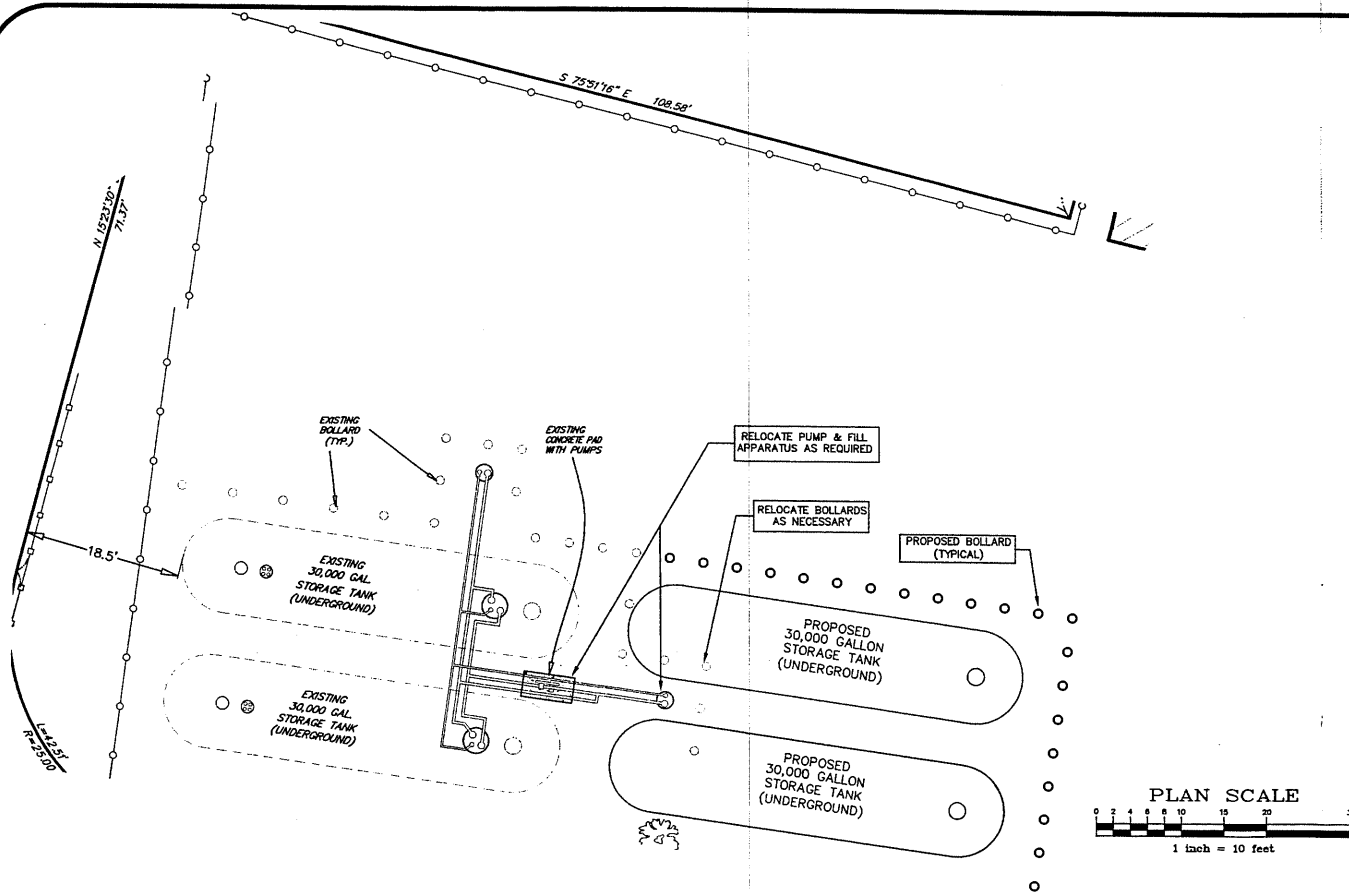 S 75°51'16" E 108.58'
N 15°23'30"
71.37'
EXISTING
BOLLARD
(TYP.)
EXISTING
CONCRETE PAD
WITH PUMPS
RELOCATE PUMP & FILL
APPARATUS AS REQUIRED
RELOCATE BOLLARDS
AS NECESSARY
PROPOSED BOLLARD
(TYPICAL)
18.5'
EXISTING
30,000 GAL.
STORAGE TANK
(UNDERGROUND)
PROPOSED
30,000 GALLON
STORAGE TANK
(UNDERGROUND)
EXISTING
30,000 GAL.
STORAGE TANK
(UNDERGROUND)
PROPOSED
30,000 GALLON
STORAGE TANK
(UNDERGROUND)
L=42.51'
R=25.00
PLAN SCALE
0 2 4 6 8 10 15 20
1 inch = 10 feet